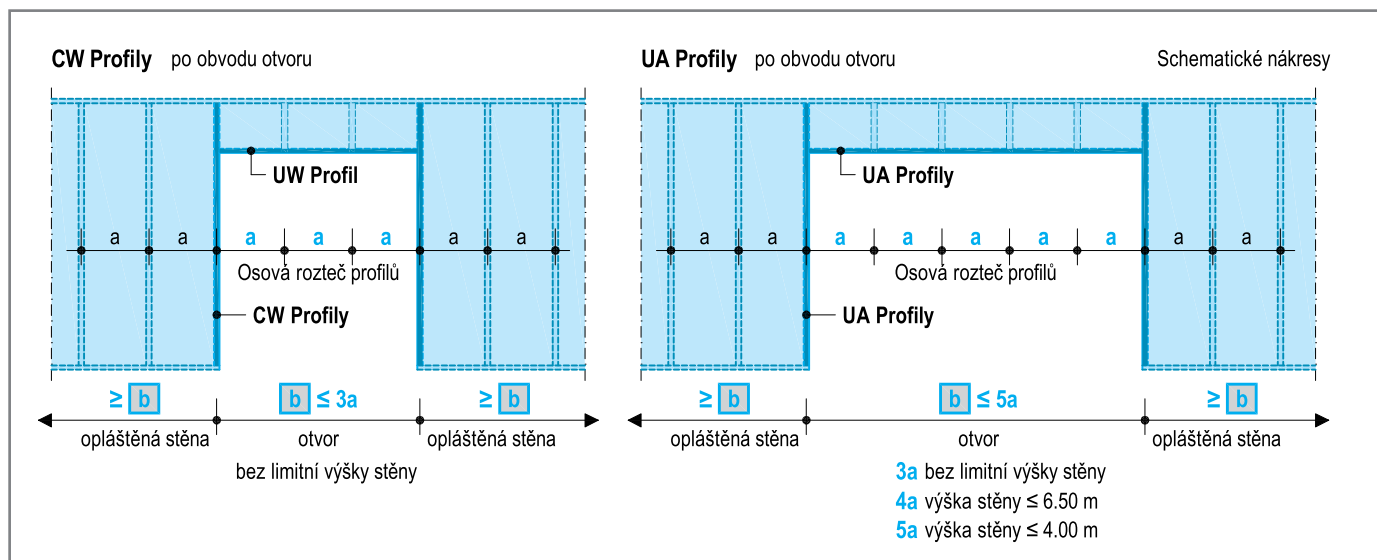 CW Profily po obvodu otvoru
UW Profil
a a a a a a a
Osová rozteč profilů
CW Profily
≥ b b ≤ 3a ≥ b
opláštěná stěna otvor opláštěná stěna
bez limitní výšky stěny
UA Profily po obvodu otvoru
Schematické nákresy
UA Profily
a a a a a a a a a
Osová rozteč profilů
UA Profily
≥ b b ≤ 5a ≥ b
opláštěná stěna otvor opláštěná stěna
3a bez limitní výšky stěny
4a výška stěny ≤ 6.50 m
5a výška stěny ≤ 4.00 m